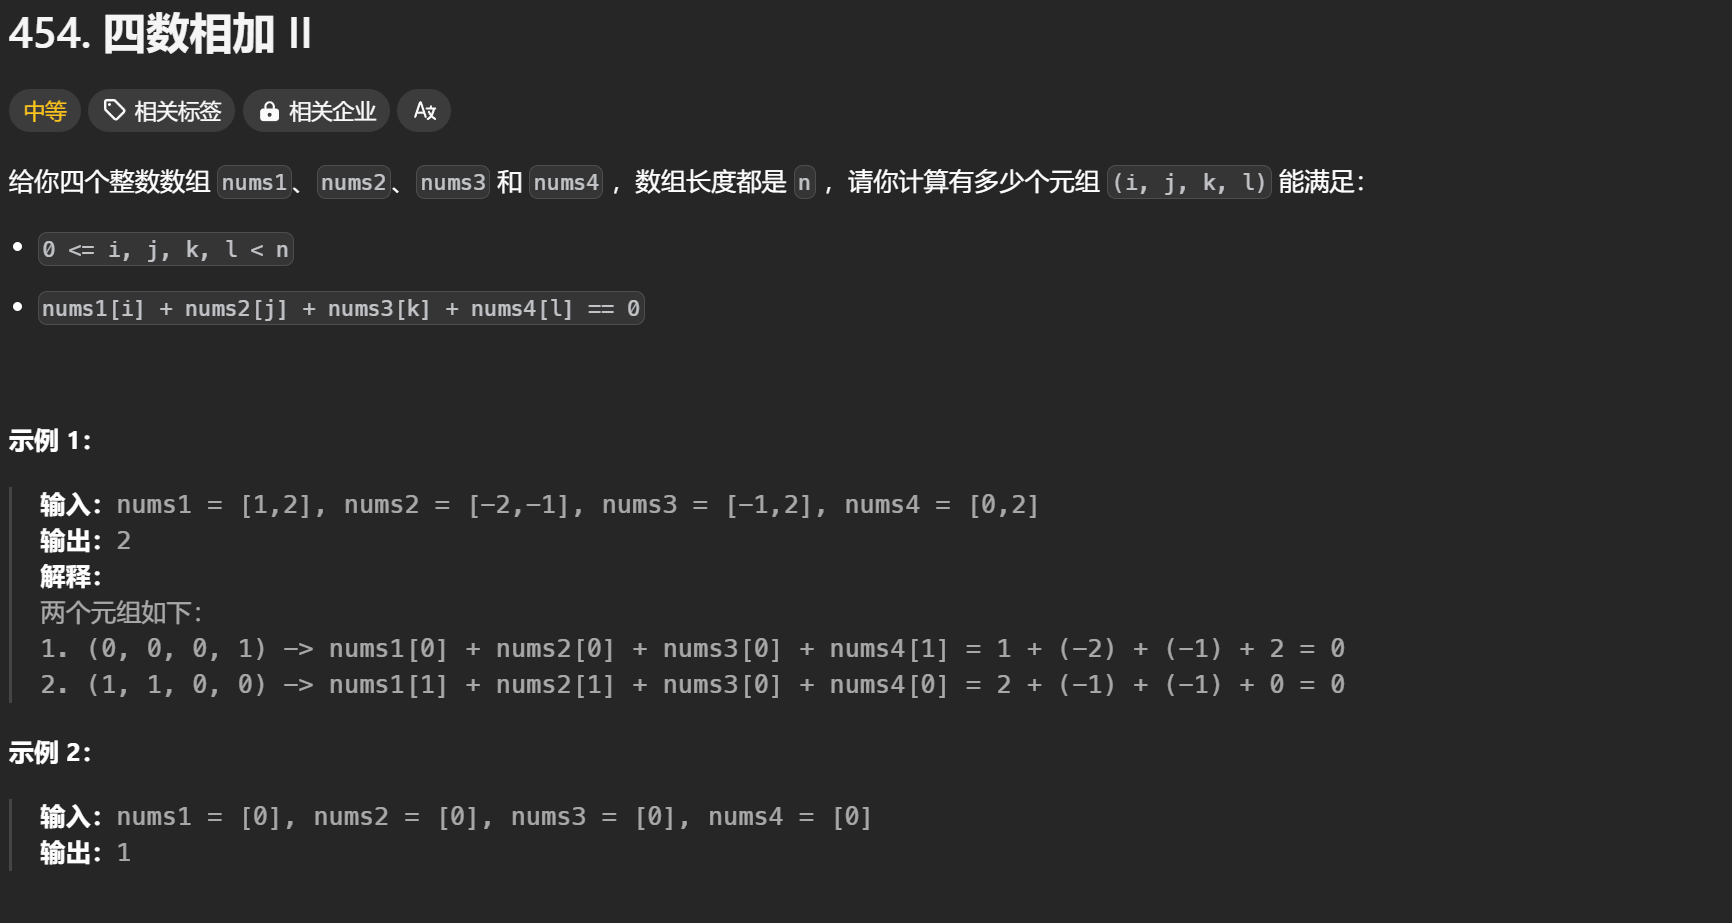 454. 四数相加 II
中等 相关标签 相关企业 A文
给你四个整数数组 nums1、nums2、nums3 和 nums4 ，数组长度都是 n ，请你计算有多少个元组 (i, j, k, l) 能满足：
• 0 <= i, j, k, l < n
• nums1[i] + nums2[j] + nums3[k] + nums4[l] == 0
示例 1：
输入：nums1 = [1,2], nums2 = [-2,-1], nums3 = [-1,2], nums4 = [0,2]
输出：2
解释：
两个元组如下：
1. (0, 0, 0, 1) -> nums1[0] + nums2[0] + nums3[0] + nums4[1] = 1 + (-2) + (-1) + 2 = 0
2. (1, 1, 0, 0) -> nums1[1] + nums2[1] + nums3[0] + nums4[0] = 2 + (-1) + (-1) + 0 = 0
示例 2：
输入：nums1 = [0], nums2 = [0], nums3 = [0], nums4 = [0]
输出：1